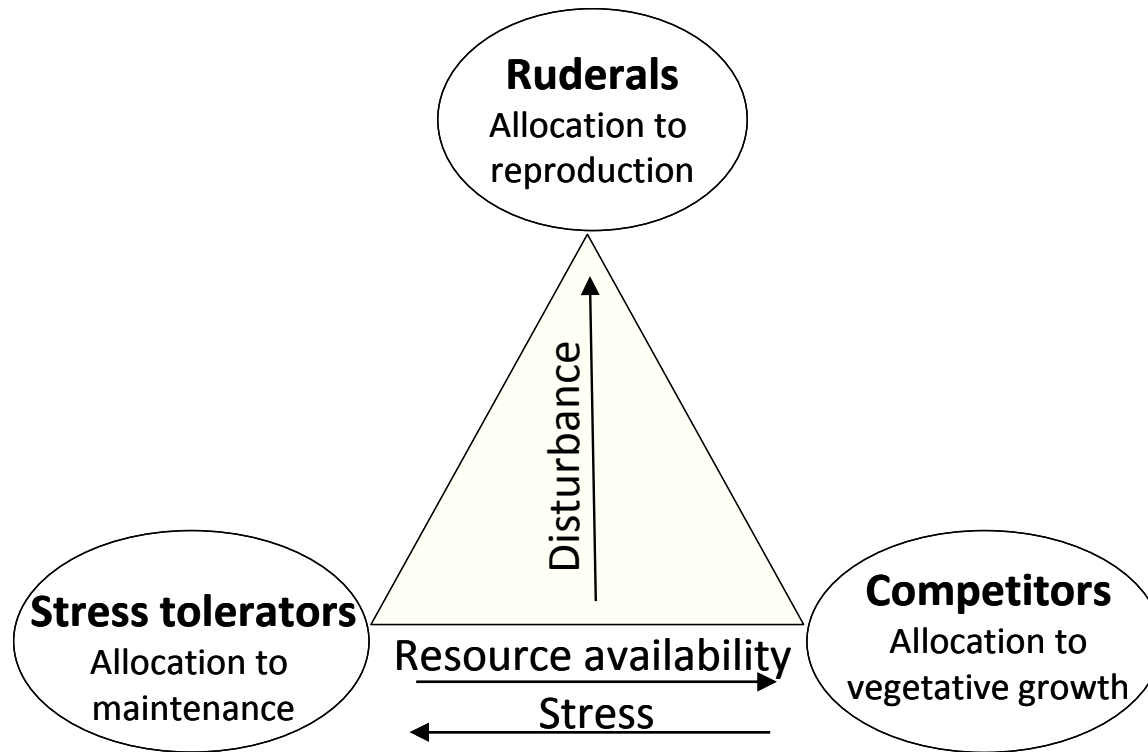 Ruderals
Allocation to
reproduction
Disturbance
Stress tolerators
Allocation to
maintenance
Resource availability
Stress
Competitors
Allocation to
vegetative growth